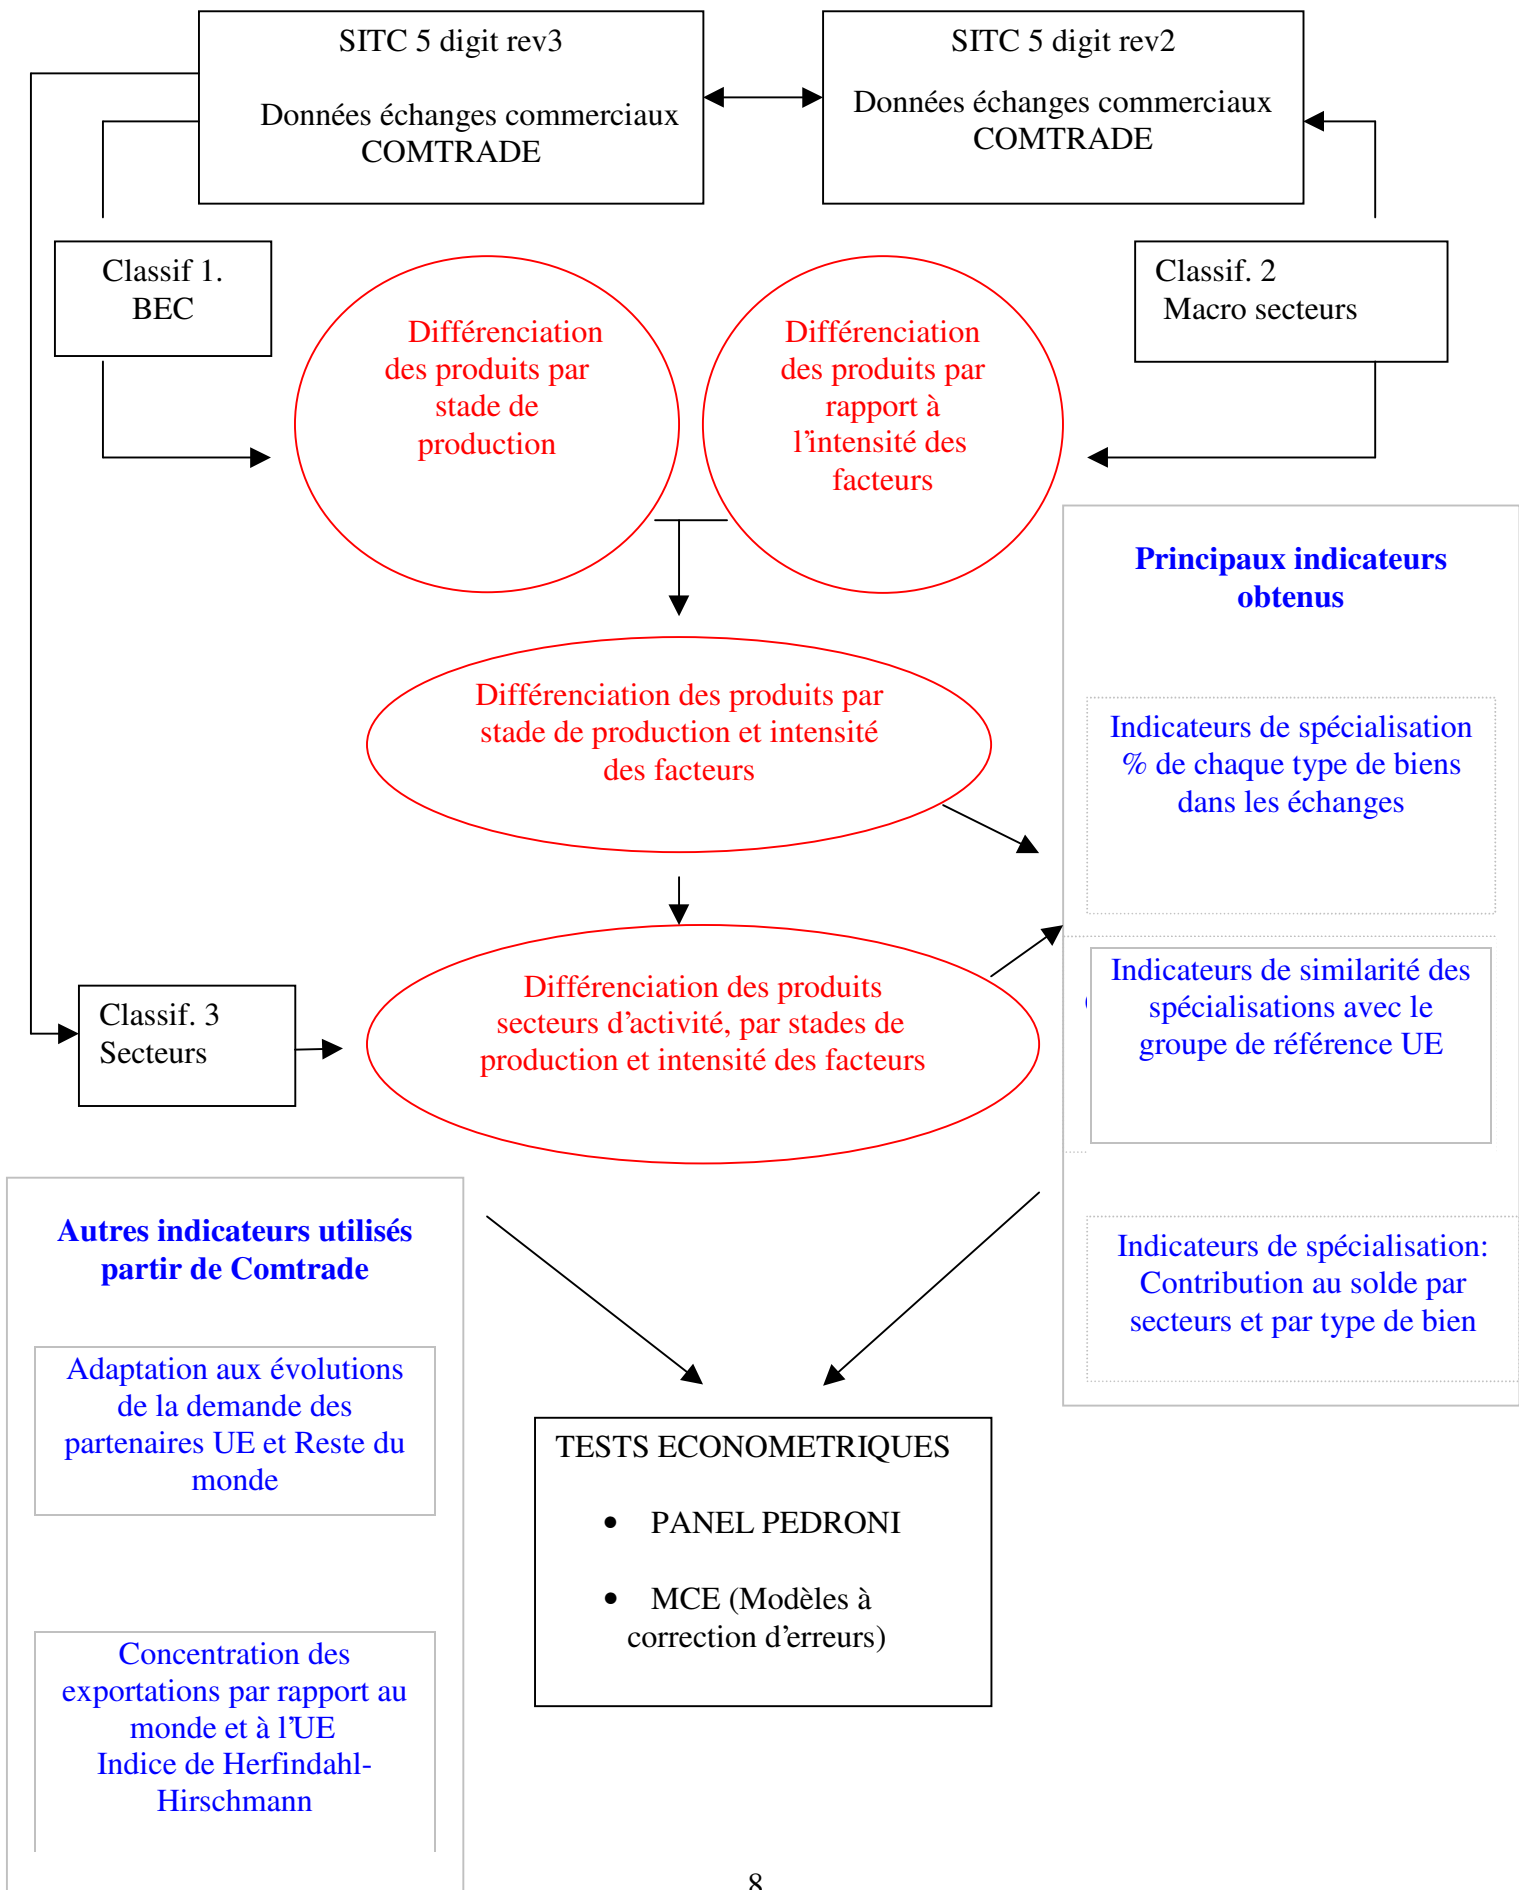 SITC 5 digit rev3
Données échanges commerciaux
COMTRADE
SITC 5 digit rev2
Données échanges commerciaux
COMTRADE
Classif 1.
BEC
Classif. 2
Macro secteurs
Différenciation
des produits par
stade de
production
Différenciation
des produits par
rapport à
l'intensité des
facteurs
Différenciation des produits par
stade de production et intensité
des facteurs
Classif. 3
Secteurs
Différenciation des produits
secteurs d'activité, par stades de
production et intensité des facteurs
Principaux indicateurs
obtenus
Indicateurs de spécialisation
% de chaque type de biens
dans les échanges
Indicateurs de similarité des
spécialisations avec le
groupe de référence UE
Indicateurs de spécialisation:
Contribution au solde par
secteurs et par type de bien
Autres indicateurs utilisés
partir de Comtrade
Adaptation aux évolutions
de la demande des
partenaires UE et Reste du
monde
Concentration des
exportations par rapport au
monde et à l'UE
Indice de Herfindahl-
Hirschmann
TESTS ECONOMETRIQUES
• PANEL PEDRONI
• MCE (Modèles à
correction d'erreurs)
8